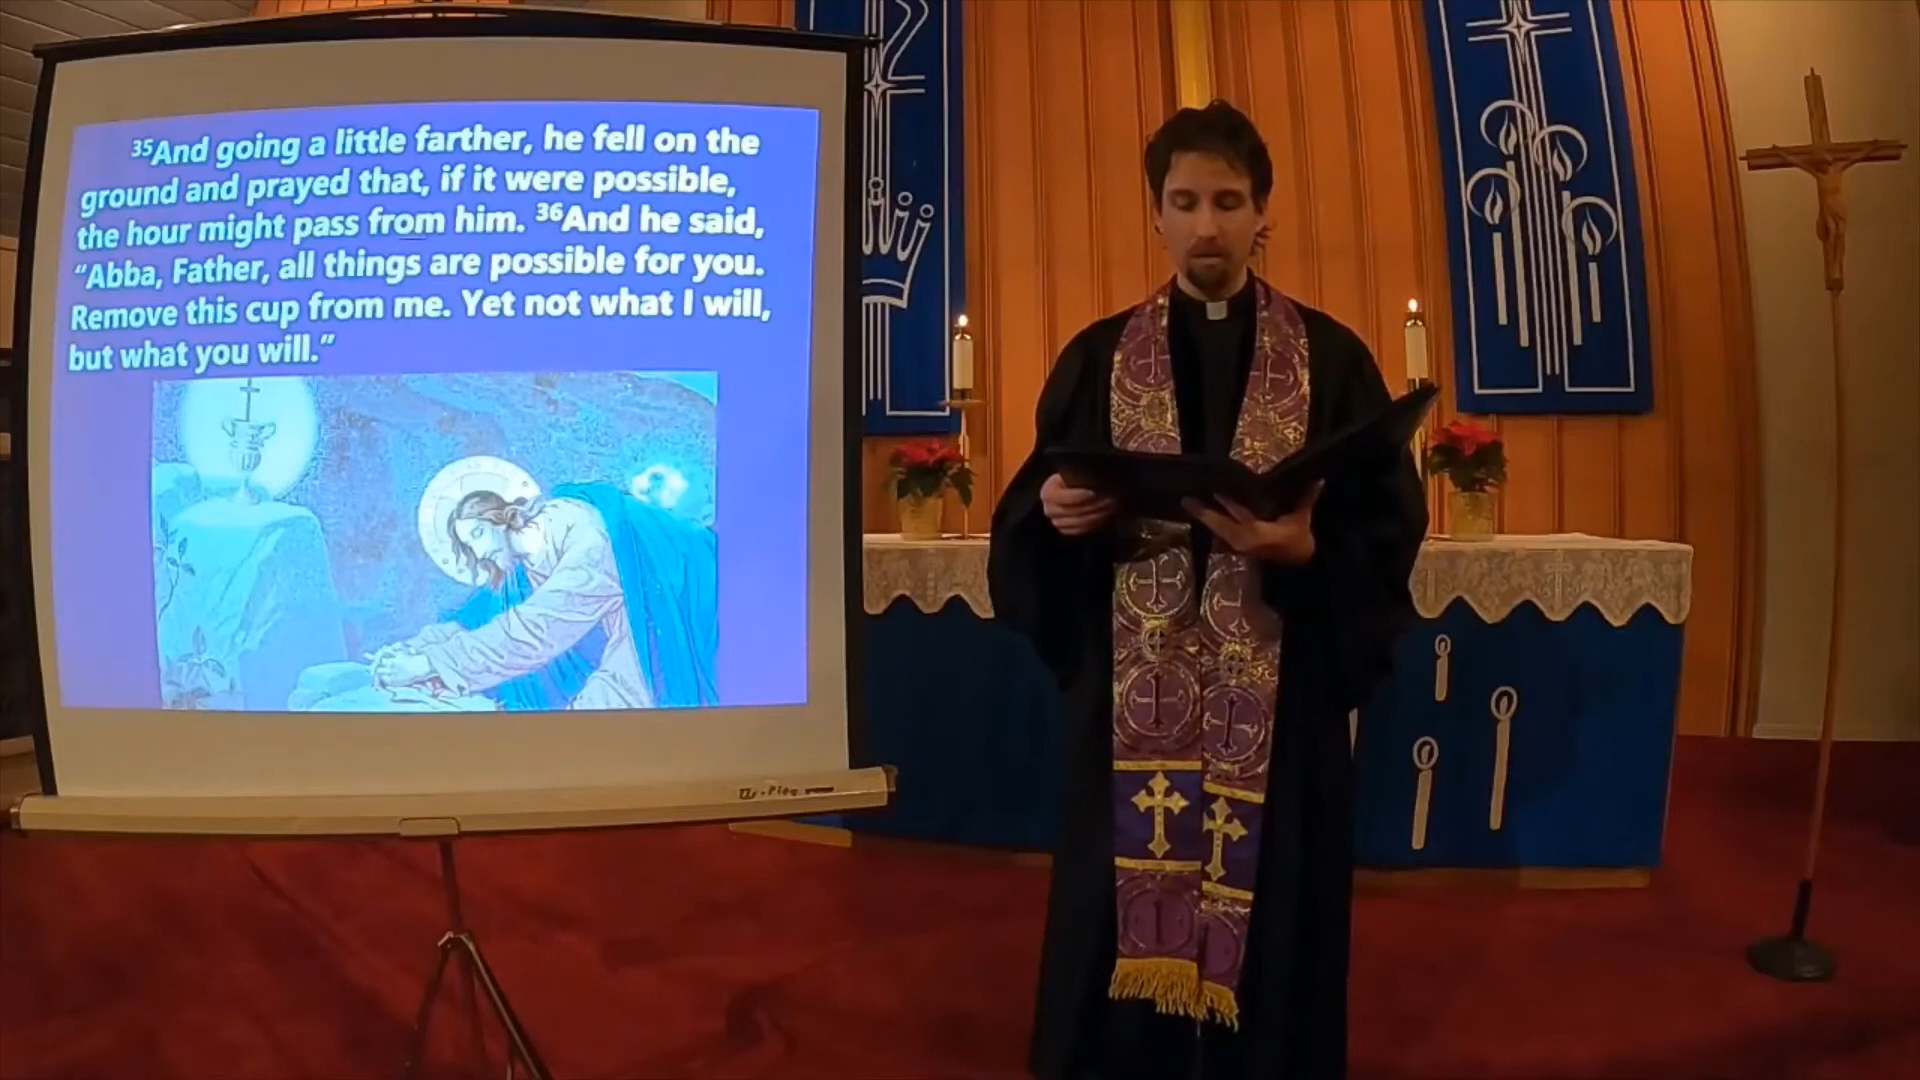 ³⁵And going a little farther, he fell on the
ground and prayed that, if it were possible,
the hour might pass from him. ³⁶And he said,
“Abba, Father, all things are possible for you.
Remove this cup from me. Yet not what I will,
but what you will.”